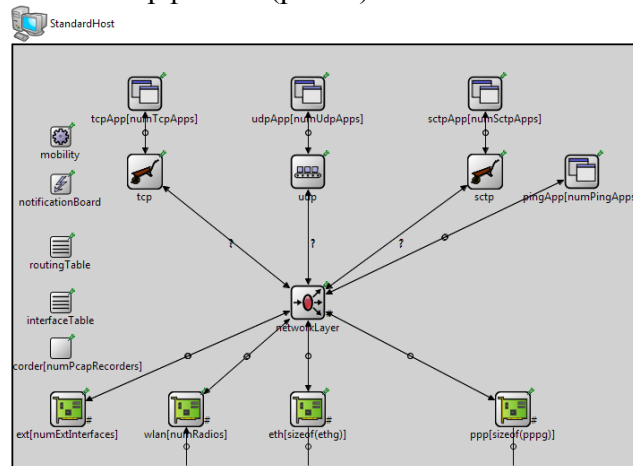 StandardHost
tcpApp[numTcpApps]
udpApp[numUdpApps]
sctpApp[numSctpApps]
mobility
tcp
udp
sctp
pingApp[numPingApps
notificationBoard
?
?
?
routingTable
interfaceTable
networkLayer
corder[numPcapRecorders]
#
#
#
#
ext[numExtInterfaces]
wlan[numRadios]
eth[sizeof(ethg)]
ppp[sizeof(pppg)]